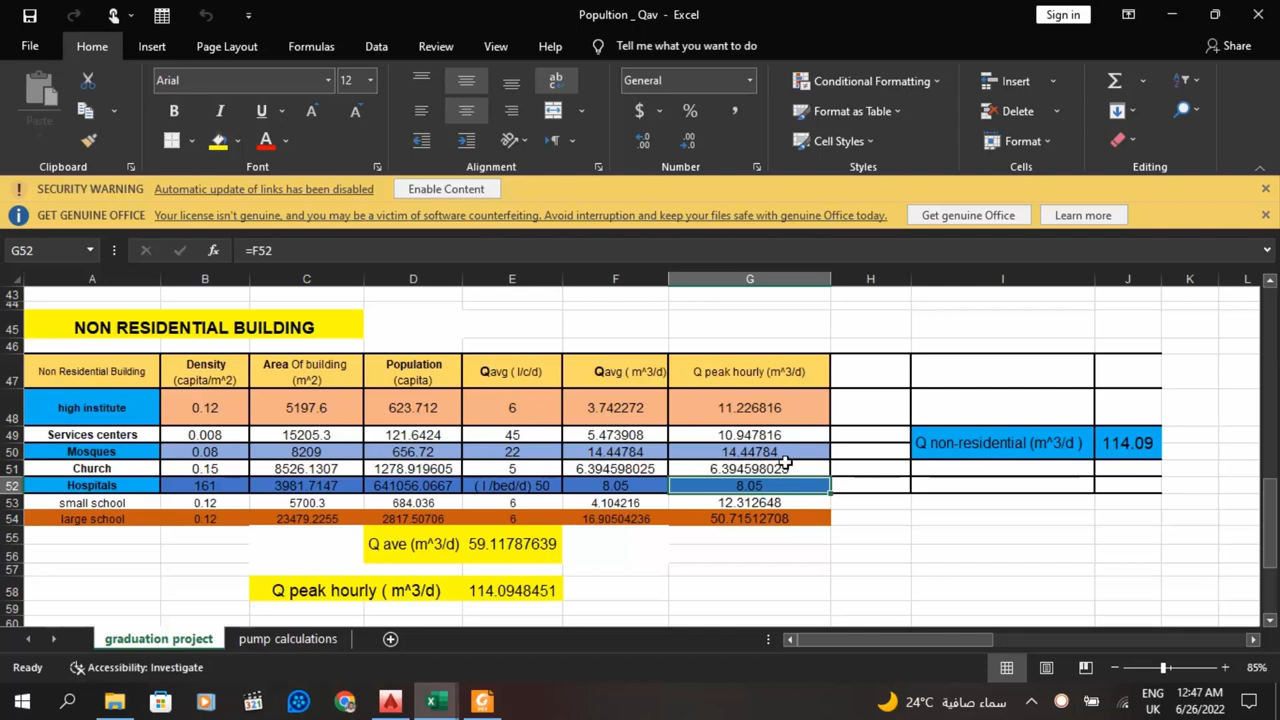 Popultion _ Qav - Excel
Sign in
File Home Insert Page Layout Formulas Data Review View Help Tell me what you want to do Share
Arial 12 General
Paste
Conditional Formatting
Format as Table
Cell Styles
Insert
Delete
Format
Clipboard Font Alignment Number Styles Cells Editing
SECURITY WARNING Automatic update of links has been disabled Enable Content
GET GENUINE OFFICE Your license isn't genuine, and you may be a victim of software counterfeiting. Avoid interruption and keep your files safe with genuine Office today. Get genuine Office Learn more
G52 fx =F52
A B C D E F G H I J K L
43
44
45 NON RESIDENTIAL BUILDING
46
47 Non Residential Building Density (capita/m^2) Area Of building (m^2) Population (capita) Qavg ( l/c/d) Qavg ( m^3/d) Q peak hourly (m^3/d)
48 high institute 0.12 5197.6 623.712 6 3.742272 11.226816
49 Services centers 0.008 15205.3 121.6424 45 5.473908 10.947816
Q non-residential (m^3/d ) 114.09
50 Mosques 0.08 8209 656.72 22 14.44784 14.44784
51 Church 0.15 8526.1307 1278.919605 5 6.394598025 6.394598025
52 Hospitals 161 3981.7147 641056.0667 ( l /bed/d) 50 8.05 8.05
53 small school 0.12 5700.3 684.036 6 4.104216 12.312648
54 large school 0.12 23479.2255 2817.50706 6 16.90504236 50.71512708
55
Q ave (m^3/d) 59.11787639
56
57
58 Q peak hourly ( m^3/d) 114.0948451
59
60
graduation project pump calculations
Ready Accessibility: Investigate 85%
24°C سماء صافية ENG UK 12:47 AM 6/26/2022